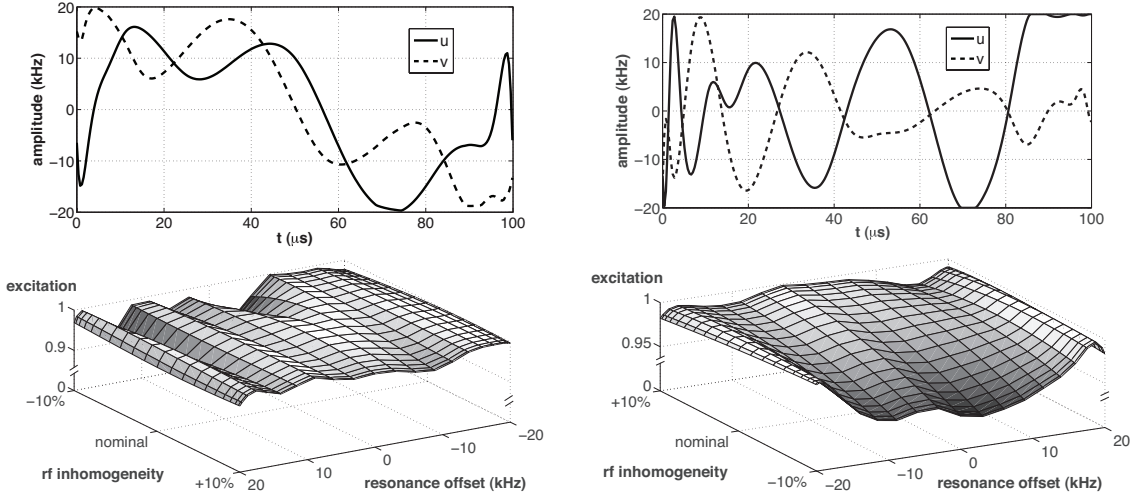 20
10
0
−10
−20
amplitude (kHz)
u
v
0 20 40 60 80 100
t (μs)
20
10
0
−10
−20
amplitude (kHz)
u
v
0 20 40 60 80 100
t (μs)
excitation
1
0.9
0
−10%
nominal
+10%
rf inhomogeneity
20
10
0
−10
−20
resonance offset (kHz)
excitation
1
0.95
0
+10%
nominal
−10%
rf inhomogeneity
−20
−10
0
10
20
resonance offset (kHz)